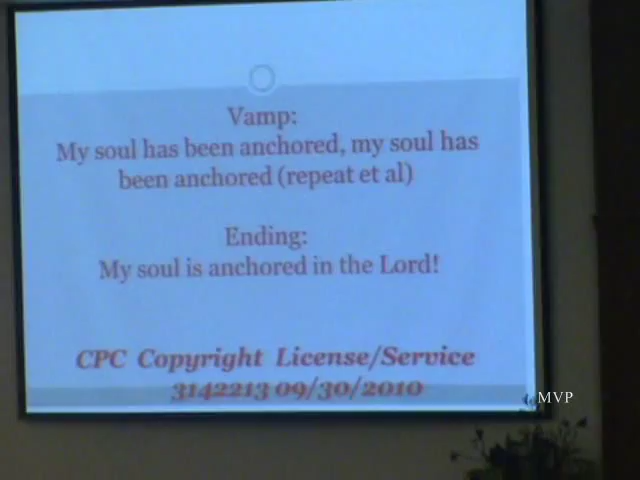 Vamp:
My soul has been anchored, my soul has
been anchored (repeat et al)
Ending:
My soul is anchored in the Lord!
CPC Copyright License/Service
3142213 09/30/2010
MVP